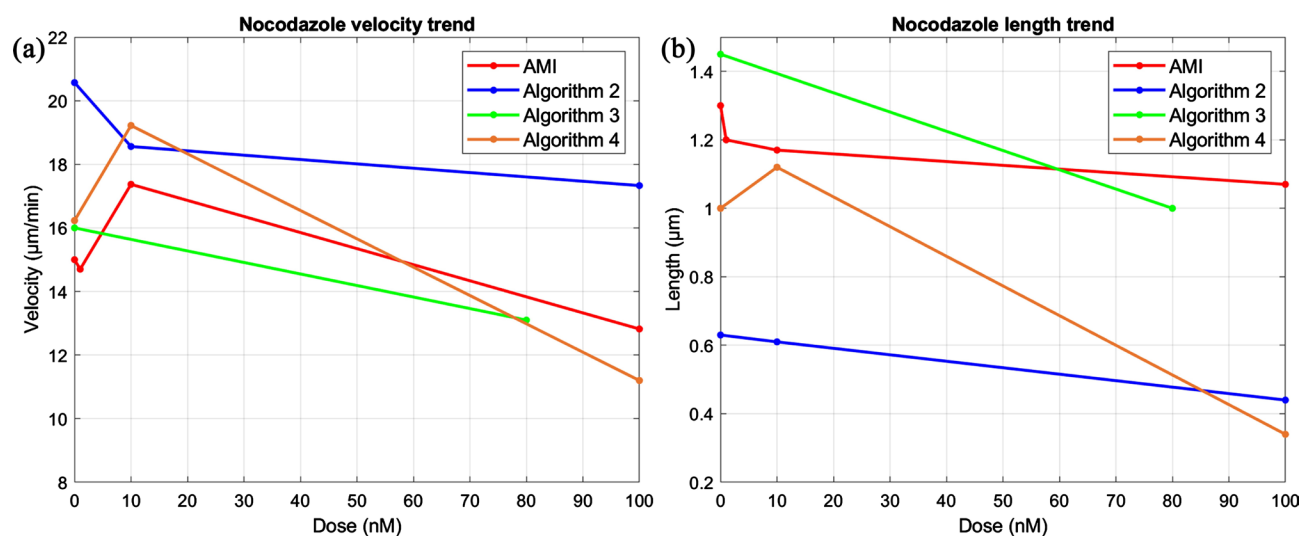 (a)
Nocodazole velocity trend
22
20
18
16
14
12
10
8
Velocity (µm/min)
0 10 20 30 40 50 60 70 80 90 100
Dose (nM)
AMI
Algorithm 2
Algorithm 3
Algorithm 4
(b)
Nocodazole length trend
1.4
1.2
1
0.8
0.6
0.4
0.2
Length (µm)
0 10 20 30 40 50 60 70 80 90 100
Dose (nM)
AMI
Algorithm 2
Algorithm 3
Algorithm 4